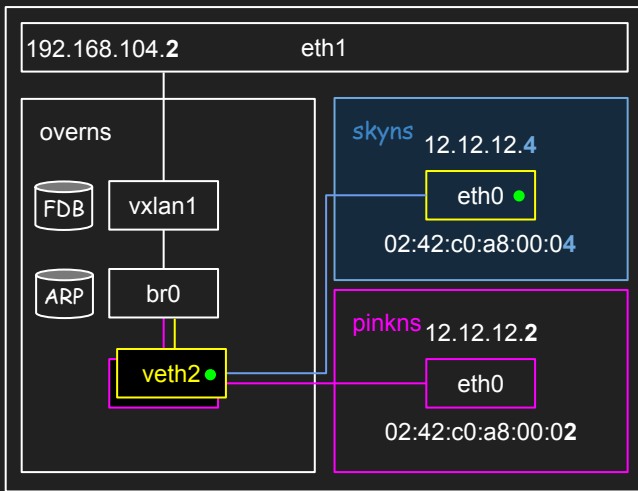 192.168.104.2
eth1
overns
FDB
vxlan1
ARP
br0
veth2
skyns
12.12.12.4
eth0
02:42:c0:a8:00:04
pinkns
12.12.12.2
eth0
02:42:c0:a8:00:02